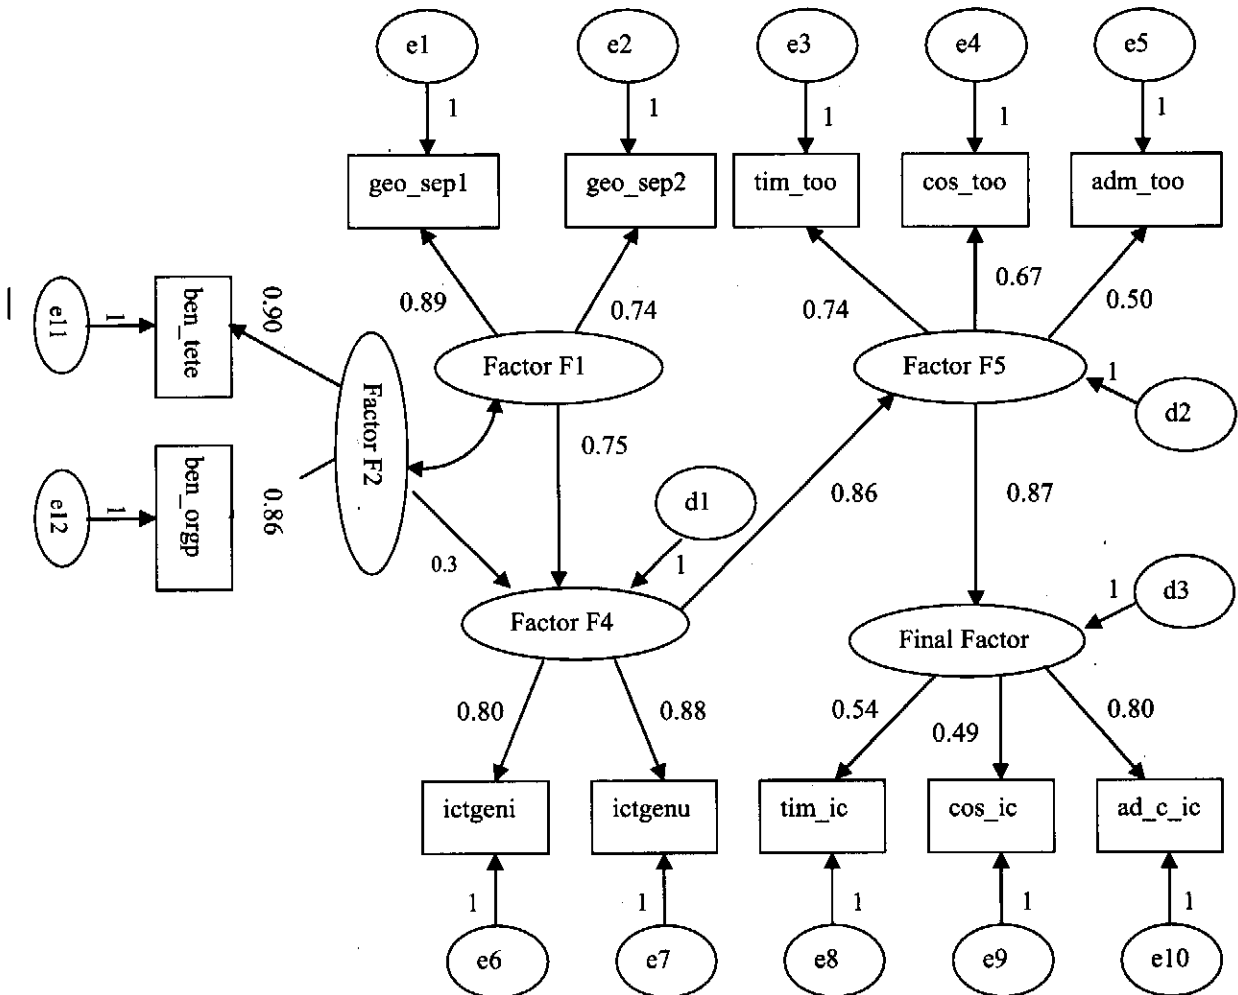 e1
e2
e3
e4
e5
1
1
1
1
1
geo_sep1
geo_sep2
tim_too
cos_too
adm_too
0.89
0.74
0.74
0.67
0.50
e11
1
ben_tete
0.90
Factor F1
Factor F5
1
d2
Factor F2
0.75
0.86
0.87
e12
1
ben_orgp
0.86
0.3
d1
1
Factor F4
Final Factor
1
d3
0.80
0.88
0.54
0.49
0.80
ictgeni
ictgenu
tim_ic
cos_ic
ad_c_ic
1
1
1
1
1
e6
e7
e8
e9
e10